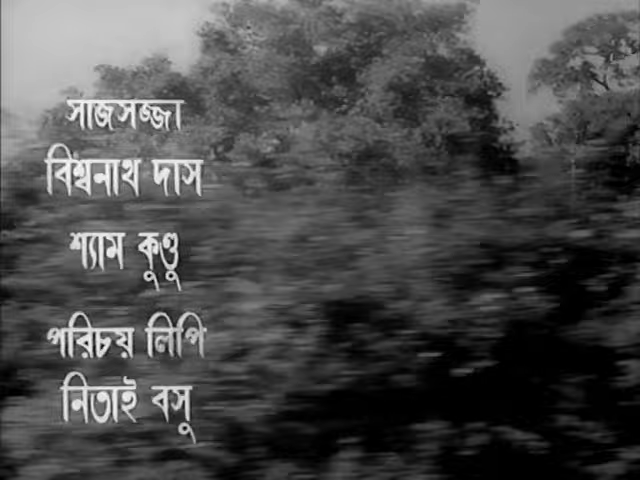 সাজসজ্জা
বিশ্বনাথ দাস
শ্যাম কুণ্ডু
পরিচয় লিপি
নিতাই বসু